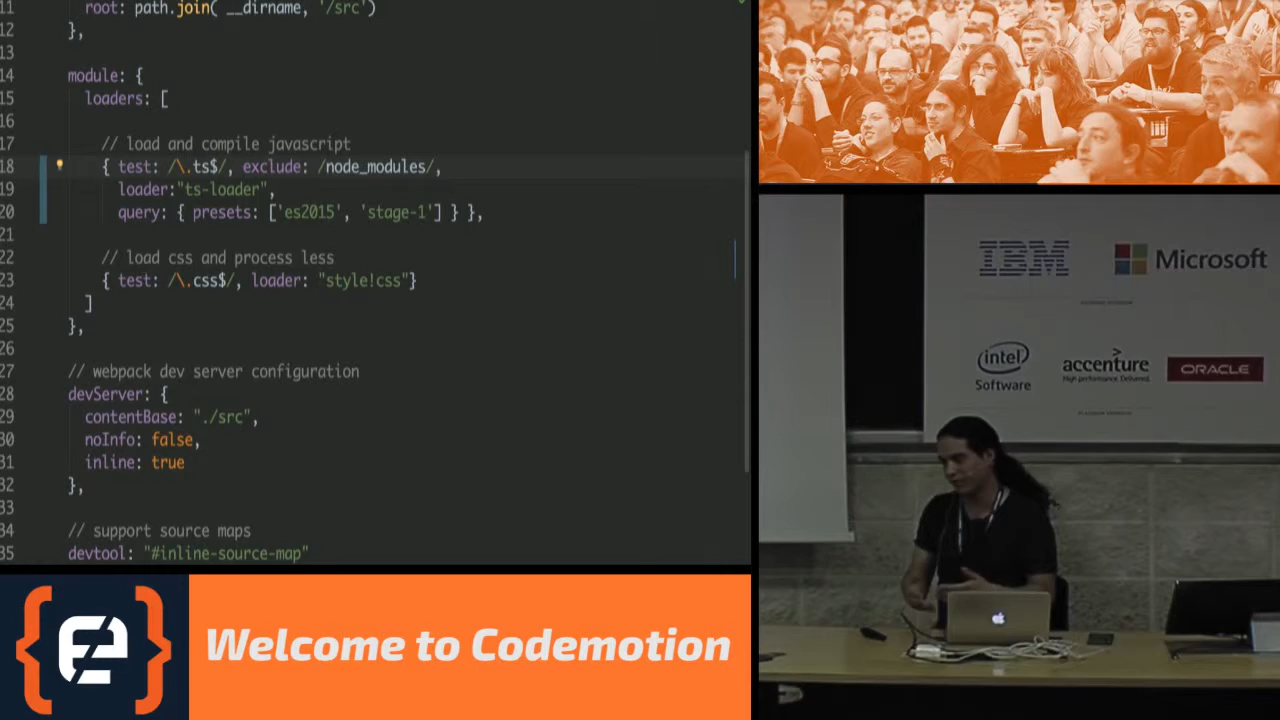 11 root: path.join( __dirname, '/src')
12 },
13
14 module: {
15 loaders: [
16
17 // load and compile javascript
18 { test: /\.ts$/, exclude: /node_modules/,
19 loader:"ts-loader",
20 query: { presets: ['es2015', 'stage-1'] } },
21
22 // load css and process less
23 { test: /\.css$/, loader: "style!css"}
24 ]
25 },
26
27 // webpack dev server configuration
28 devServer: {
29 contentBase: "./src",
30 noInfo: false,
31 inline: true
32 },
33
34 // support source maps
35 devtool: "#inline-source-map"
Welcome to Codemotion
IBM
Microsoft
intel
Software
accenture
High performance. Delivered.
ORACLE